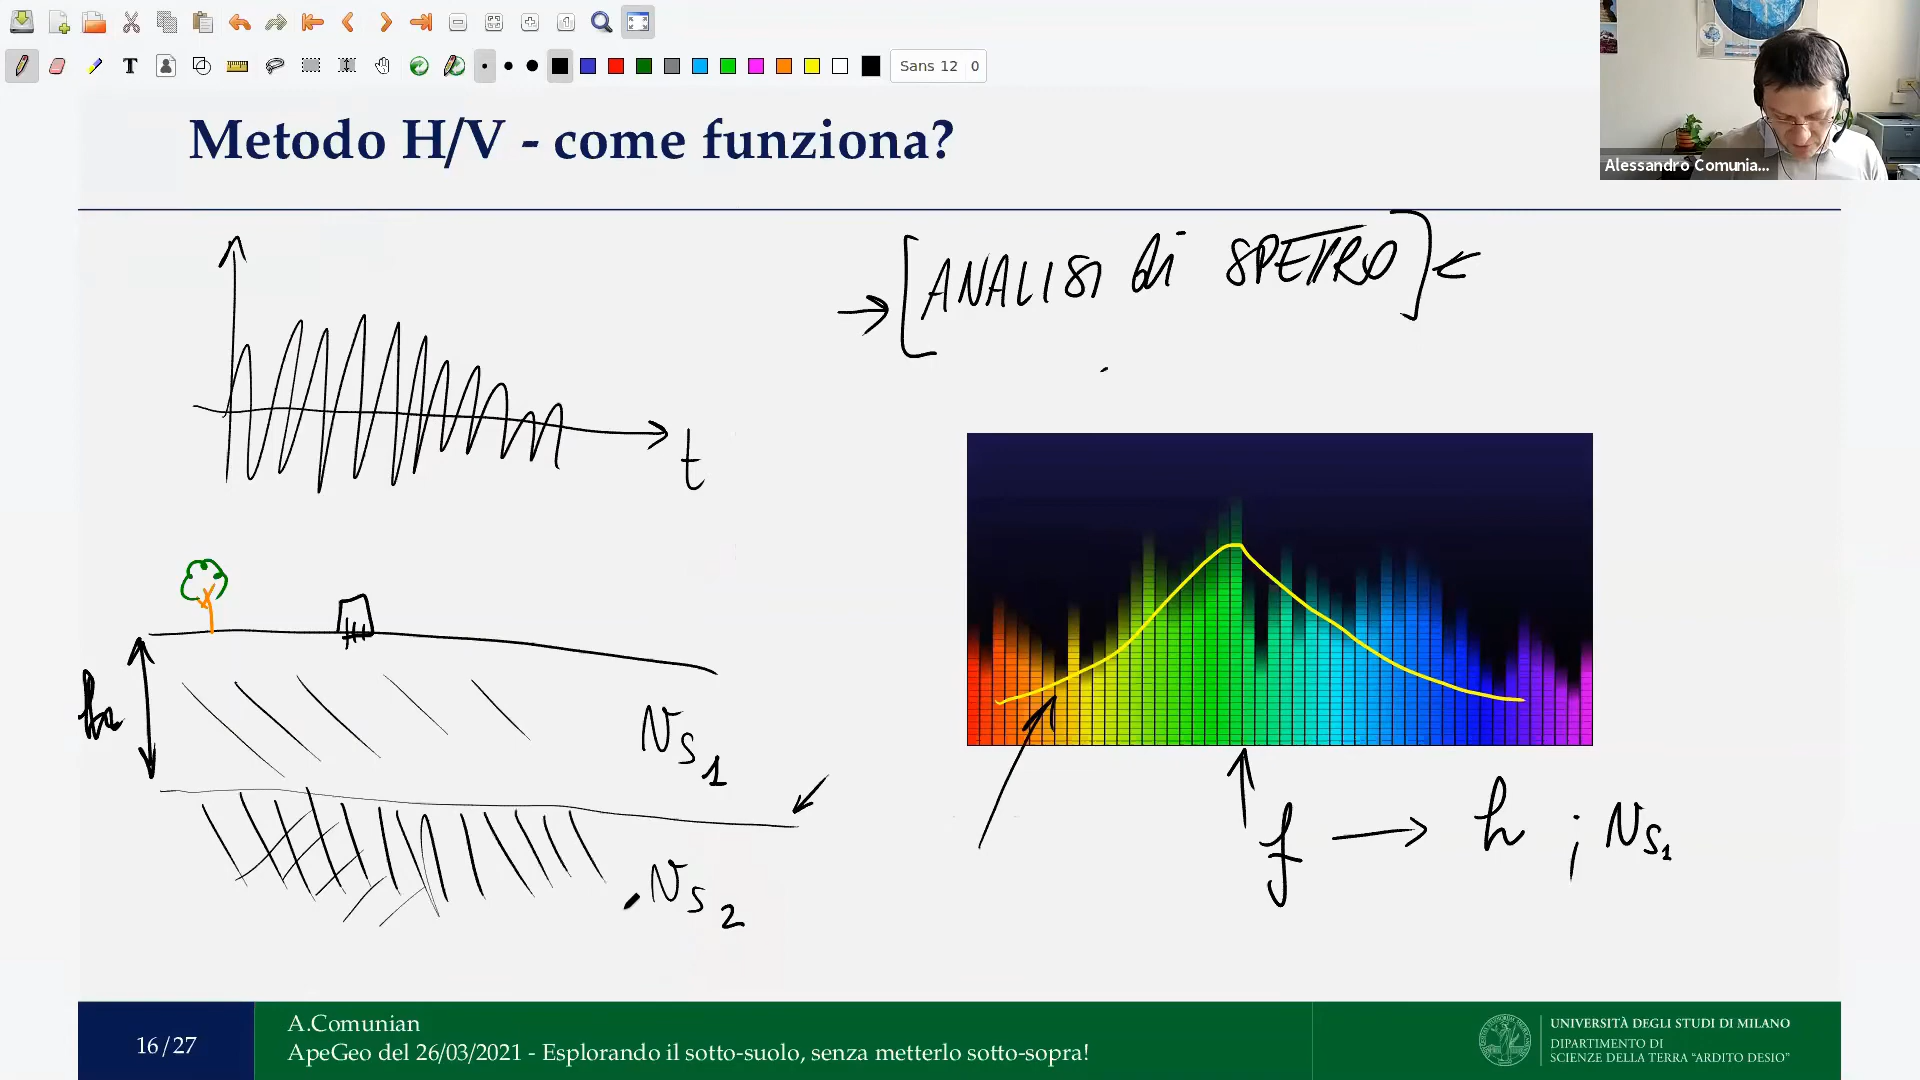 T
Sans 12 0
Metodo H/V - come funziona?
Alessandro Comunia...
[ANALISI di SPETTRO]
t
h
Vs1
Vs2
f → h ; Vs1
16/27
A.Comunian
ApeGeo del 26/03/2021 - Esplorando il sotto-suolo, senza metterlo sotto-sopra!
UNIVERSITÀ DEGLI STUDI DI MILANO
DIPARTIMENTO DI
SCIENZE DELLA TERRA “ARDITO DESIO”